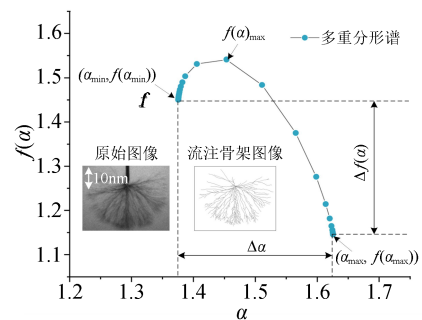 1.6
1.5
1.4
1.3
1.2
1.1
f(α)
f(α)max
多重分形谱
(αmin,f(αmin))
f
原始图像
流注骨架图像
10nm
Δf(α)
Δα
(αmax, f(αmax))
1.2 1.3 1.4 1.5 1.6 1.7
α